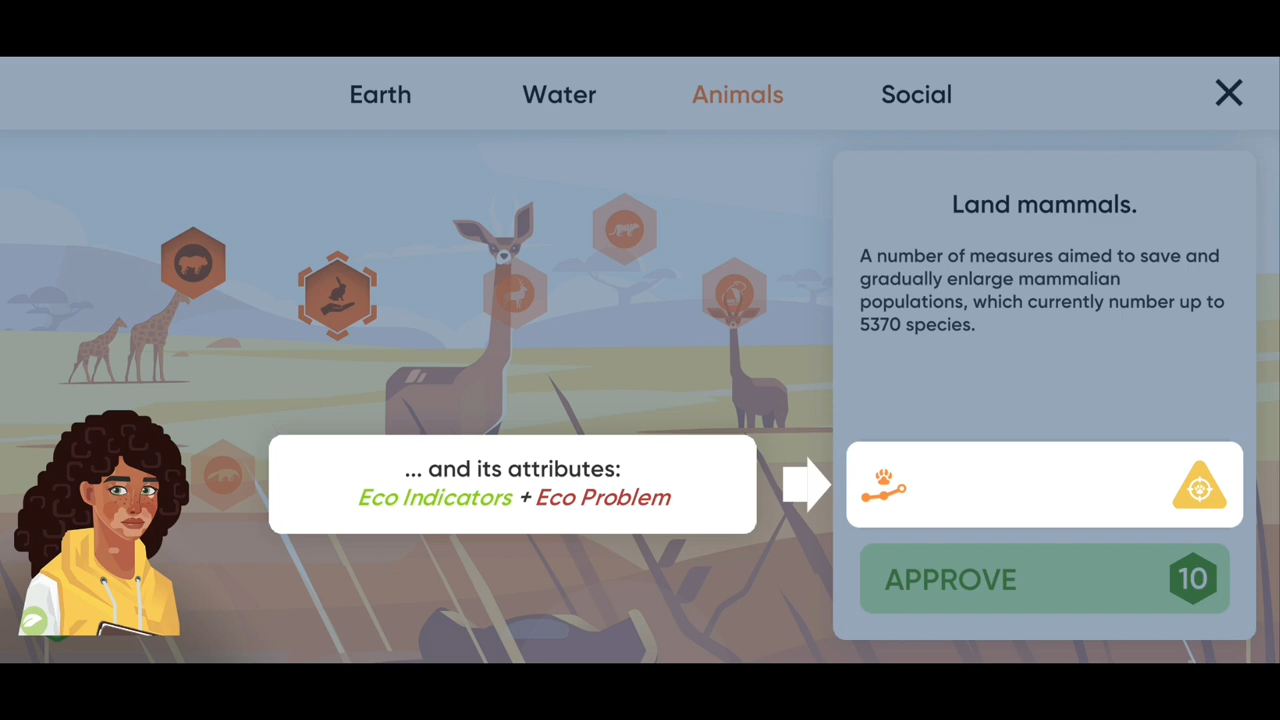 Earth Water Animals Social
Land mammals.
A number of measures aimed to save and
gradually enlarge mammalian
populations, which currently number up to
5370 species.
... and its attributes:
Eco Indicators + Eco Problem
APPROVE 10